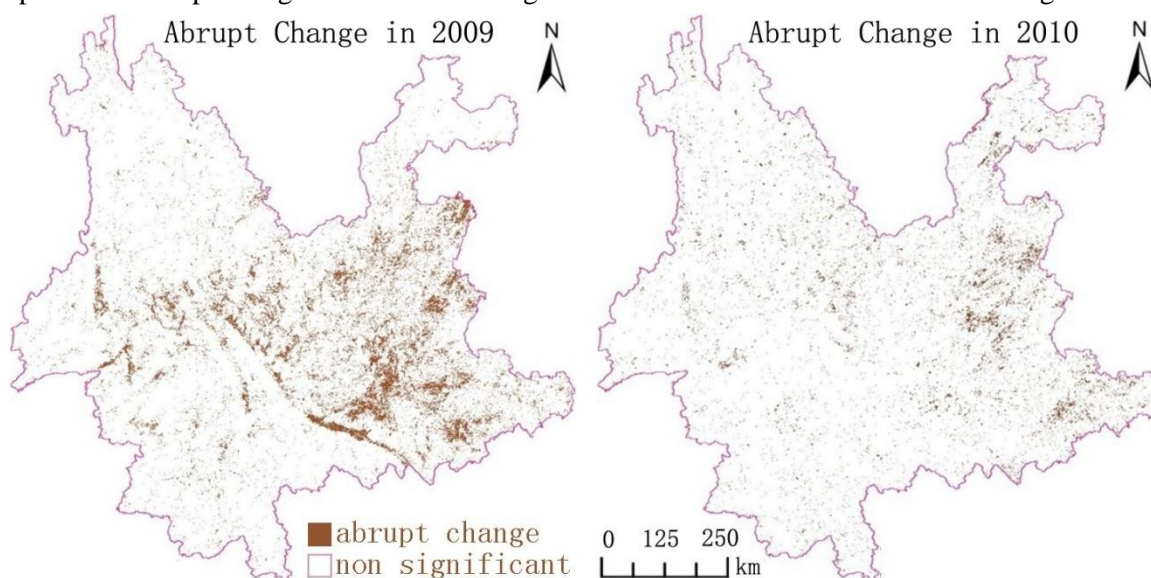 Abrupt Change in 2009
N
Abrupt Change in 2010
N
abrupt change
non significant
0 125 250
km